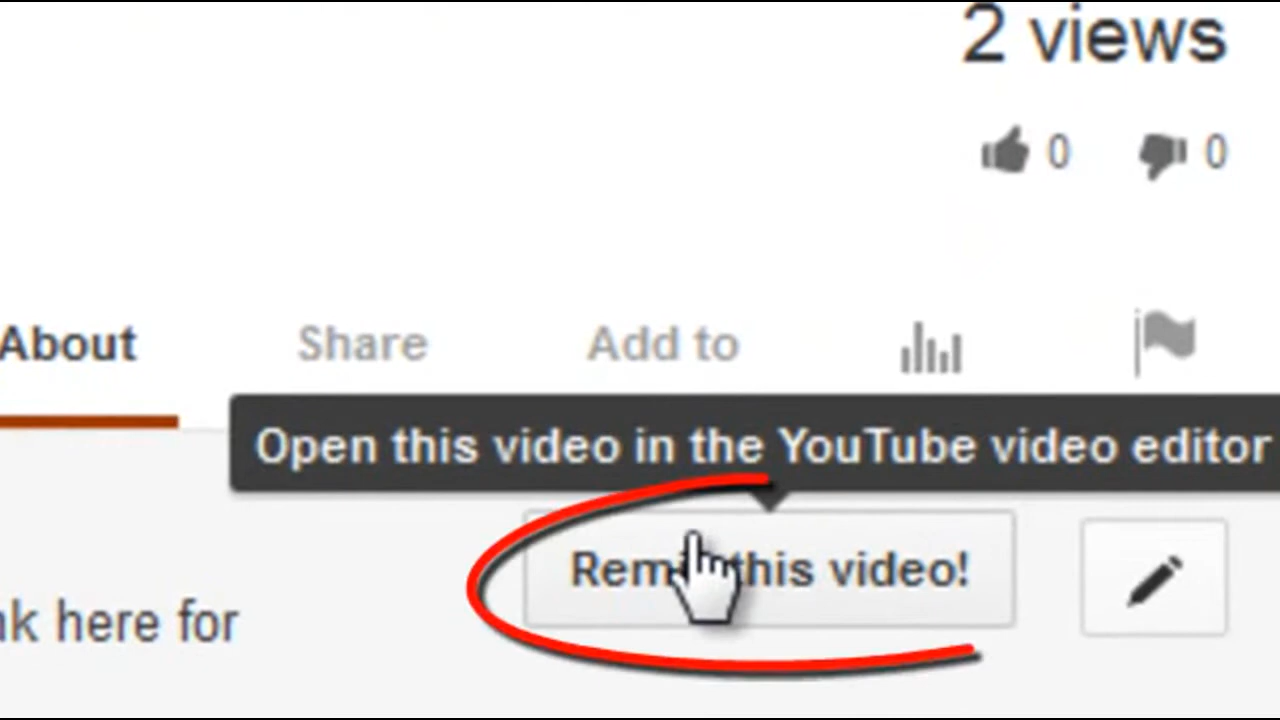 2 views
0 0
About Share Add to
Open this video in the YouTube video editor
this video!
here for